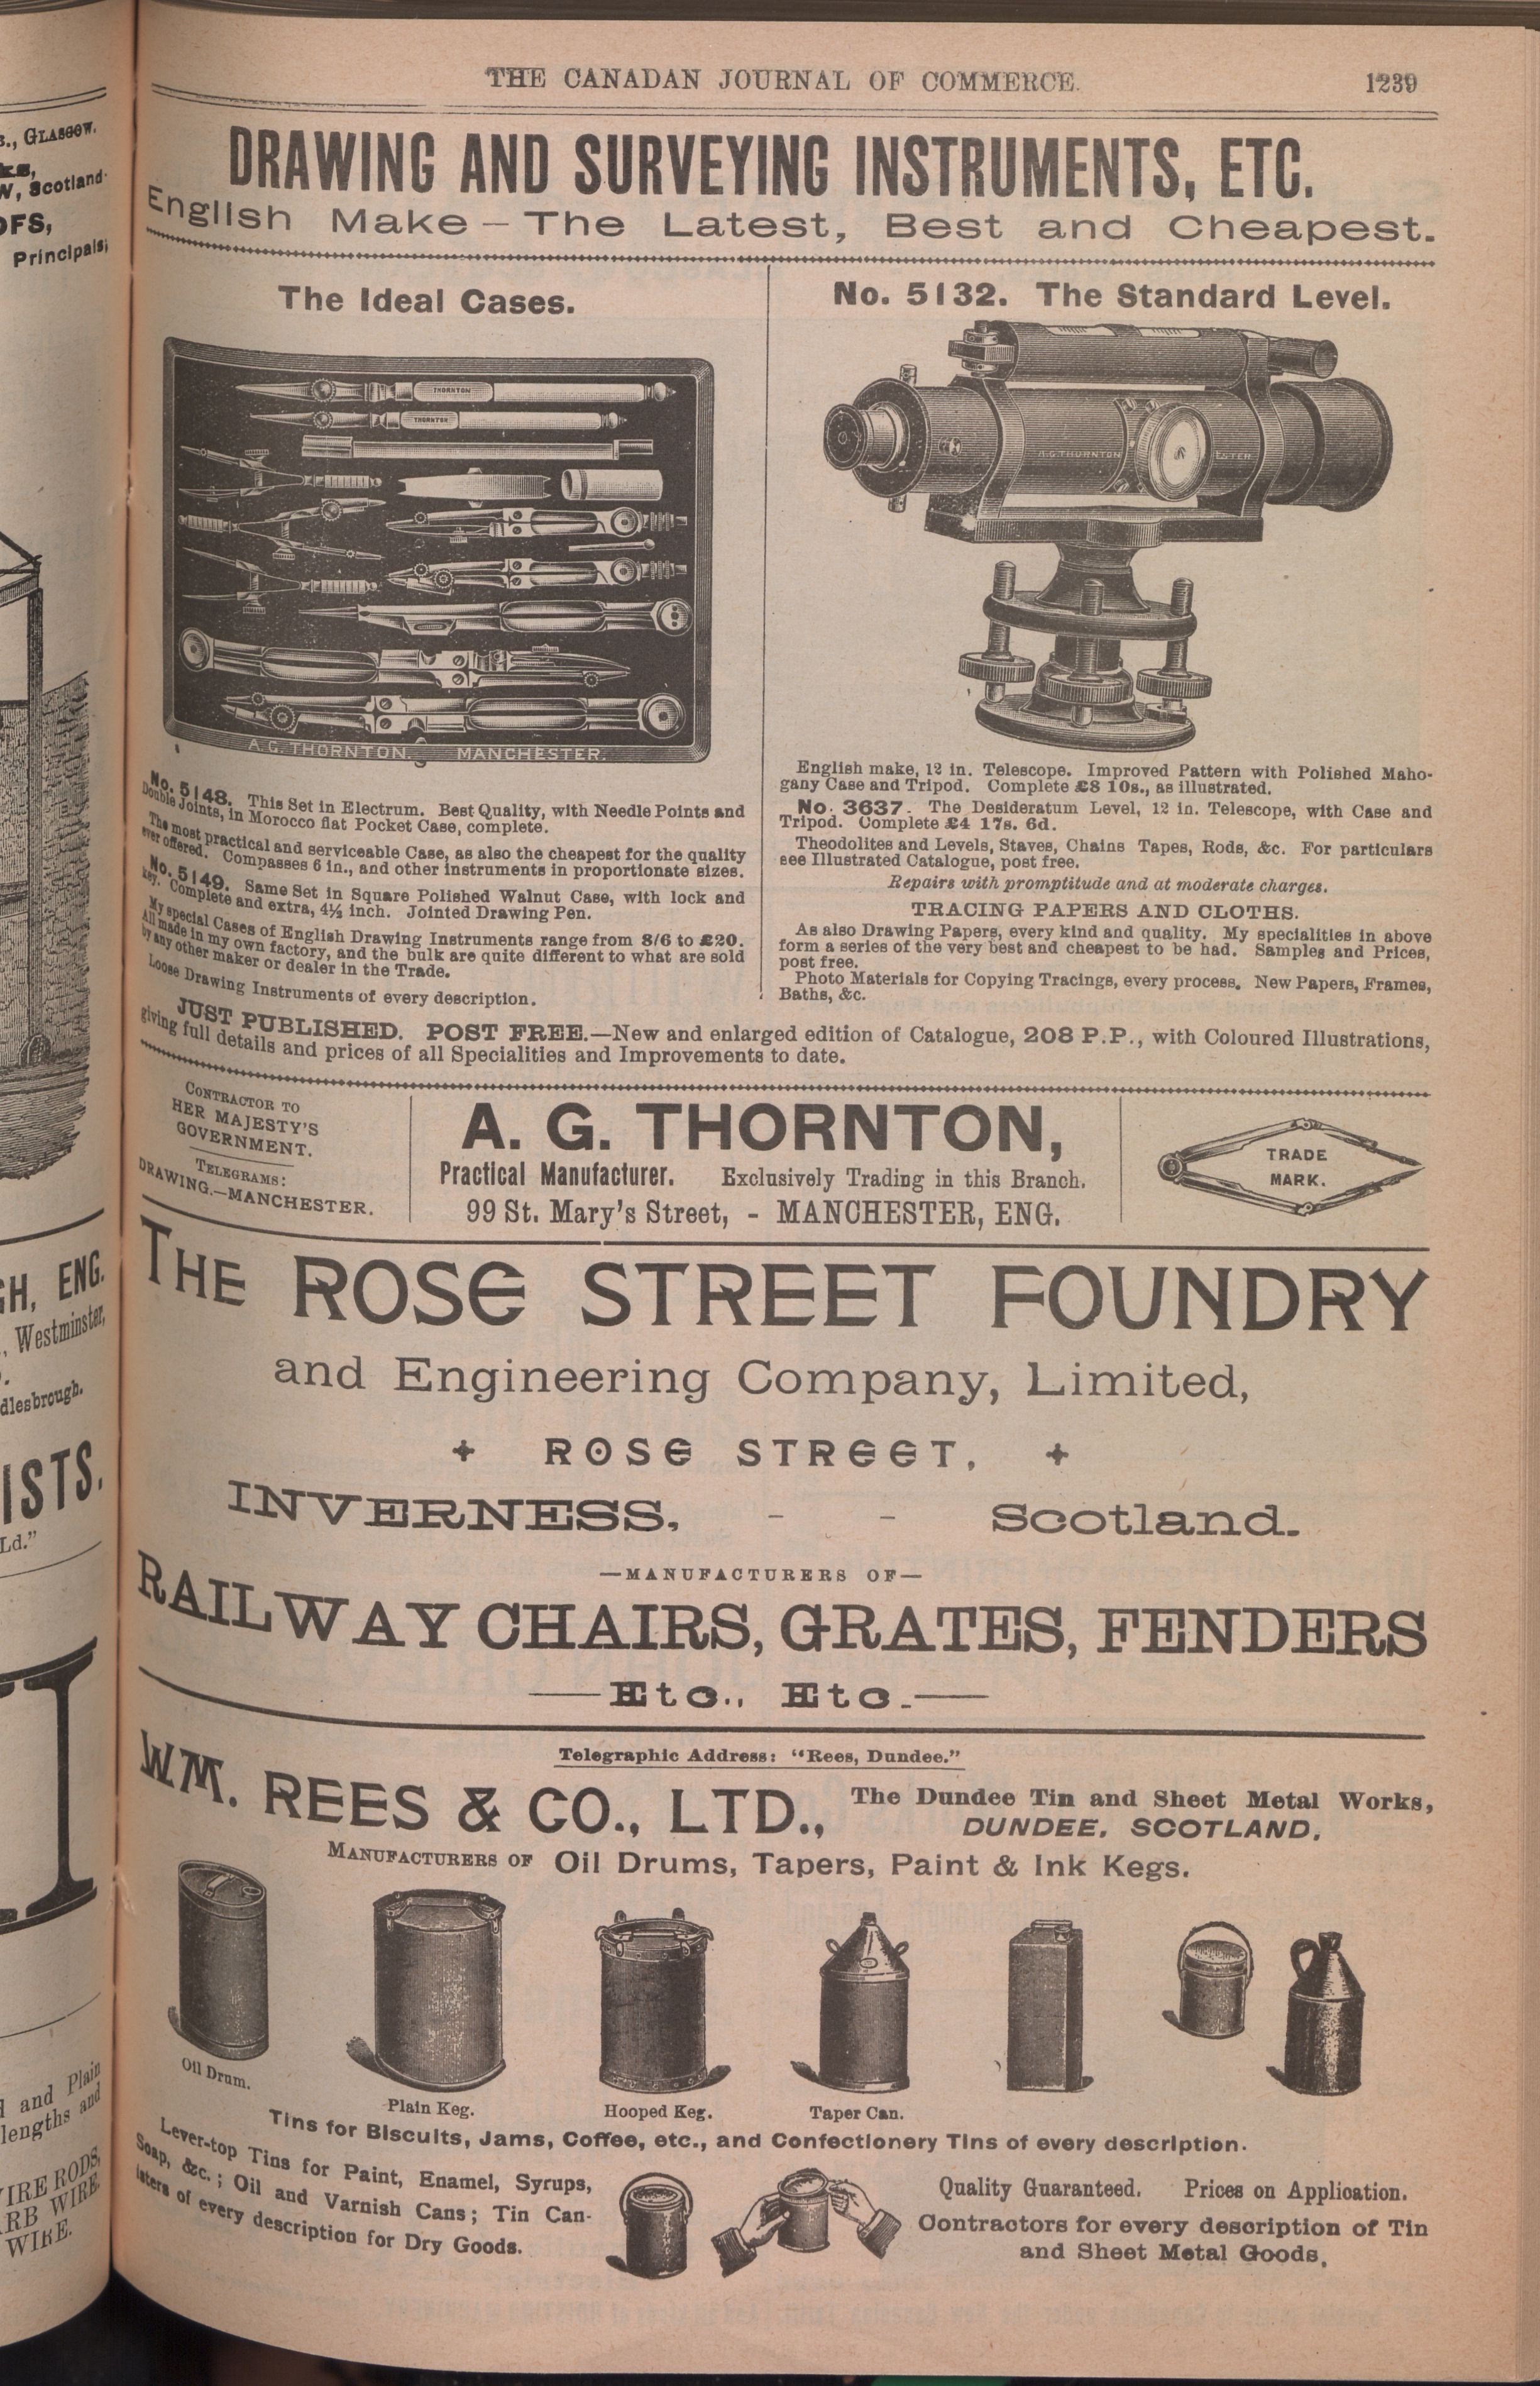 THE CANADAN JOURNAL OF COMMERCE. 1239
DRAWING AND SURVEYING INSTRUMENTS, ETC.
English Make – The Latest, Best and Cheapest.
The Ideal Cases.
THORNTON
THORNTON
A. G. THORNTON. MANCHESTER.
No. 5148. This Set in Electrum. Best Quality, with Needle Points and
Double Joints, in Morocco flat Pocket Case, complete.
The most practical and serviceable Case, as also the cheapest for the quality
ever offered. Compasses 6 in., and other instruments in proportionate sizes.
No. 5149. Same Set in Square Polished Walnut Case, with lock and
key. Complete and extra, 4½ inch. Jointed Drawing Pen.
My special Cases of English Drawing Instruments range from 8/6 to £20.
All made in my own factory, and the bulk are quite different to what are sold
by any other maker or dealer in the Trade.
Loose Drawing Instruments of every description.
No. 5132. The Standard Level.
A.G. THORNTON
English make, 12 in. Telescope. Improved Pattern with Polished Maho-
gany Case and Tripod. Complete £8 10s., as illustrated.
No. 3637. The Desideratum Level, 12 in. Telescope, with Case and
Tripod. Complete £4 17s. 6d.
Theodolites and Levels, Staves, Chains Tapes, Rods, &c. For particulars
see Illustrated Catalogue, post free.
Repairs with promptitude and at moderate charges.
TRACING PAPERS AND CLOTHS.
As also Drawing Papers, every kind and quality. My specialities in above
form a series of the very best and cheapest to be had. Samples and Prices,
post free.
Photo Materials for Copying Tracings, every process. New Papers, Frames,
Baths, &c.
JUST PUBLISHED. POST FREE.—New and enlarged edition of Catalogue, 208 P.P., with Coloured Illustrations,
giving full details and prices of all Specialities and Improvements to date.
CONTRACTOR TO
HER MAJESTY'S
GOVERNMENT.
TELEGRAMS:
DRAWING.—MANCHESTER.
A. G. THORNTON,
Practical Manufacturer. Exclusively Trading in this Branch.
99 St. Mary's Street, - MANCHESTER, ENG.
TRADE
MARK.
THE ROSE STREET FOUNDRY
and Engineering Company, Limited,
ROSE STREET,
INVERNESS, - - Scotland.
—MANUFACTURERS OF—
RAILWAY CHAIRS, GRATES, FENDERS
—Etc., Etc.—
Telegraphic Address: "Rees, Dundee."
WM. REES & CO., LTD.,
The Dundee Tin and Sheet Metal Works,
DUNDEE, SCOTLAND.
MANUFACTURERS OF Oil Drums, Tapers, Paint & Ink Kegs.
Oil Drum.
Plain Keg.
Hooped Keg.
Taper Can.
Tins for Biscuits, Jams, Coffee, etc., and Confectionery Tins of every description.
Lever-top Tins for Paint, Enamel, Syrups,
Soap, &c.; Oil and Varnish Cans; Tin Can-
isters of every description for Dry Goods.
Quality Guaranteed. Prices on Application.
Contractors for every description of Tin
and Sheet Metal Goods.
GLASGOW.
W, Scotland
OFS,
Principals;
H, ENG.
, Westminster,
dlesbrough.
ISTS.
Ld."
and Plain
lengths and
IRE RODS,
RB WIRE
WIRE.